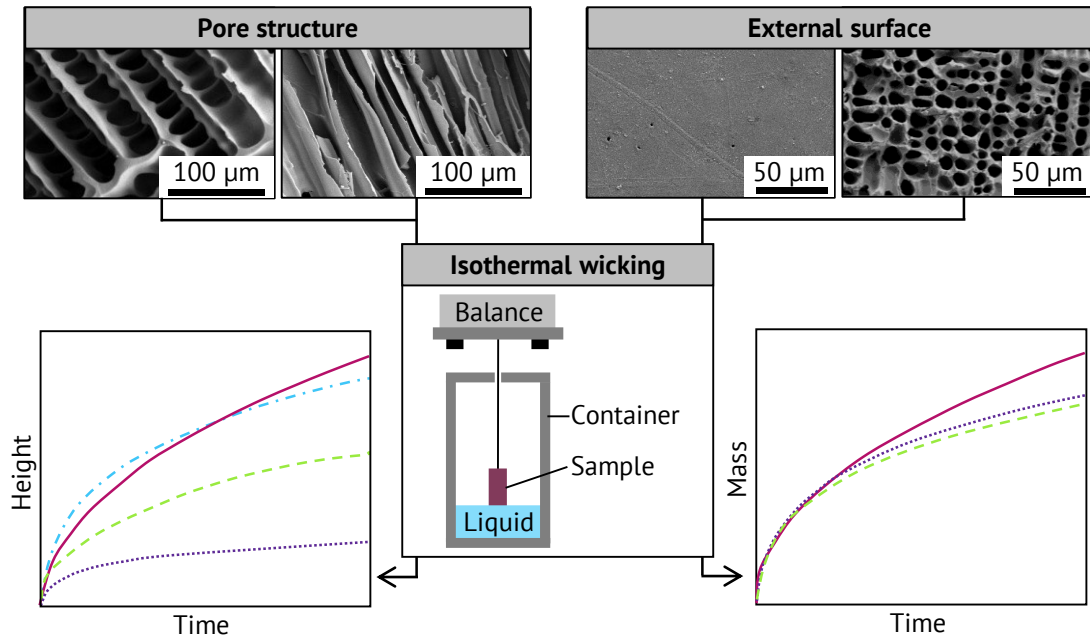 Pore structure
External surface
100 µm
100 µm
50 µm
50 µm
Isothermal wicking
Balance
Container
Sample
Liquid
Height
Time
Mass
Time